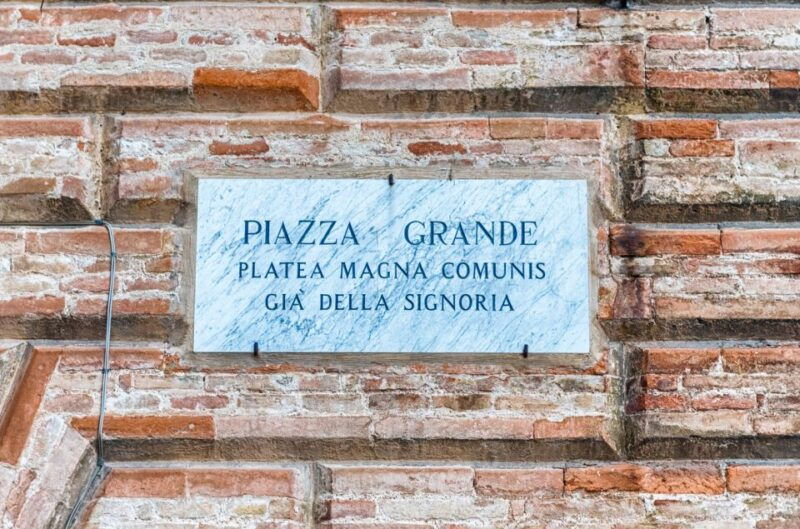 PIAZZA GRANDE
PLATEA MAGNA COMUNIS
GIÀ DELLA SIGNORIA